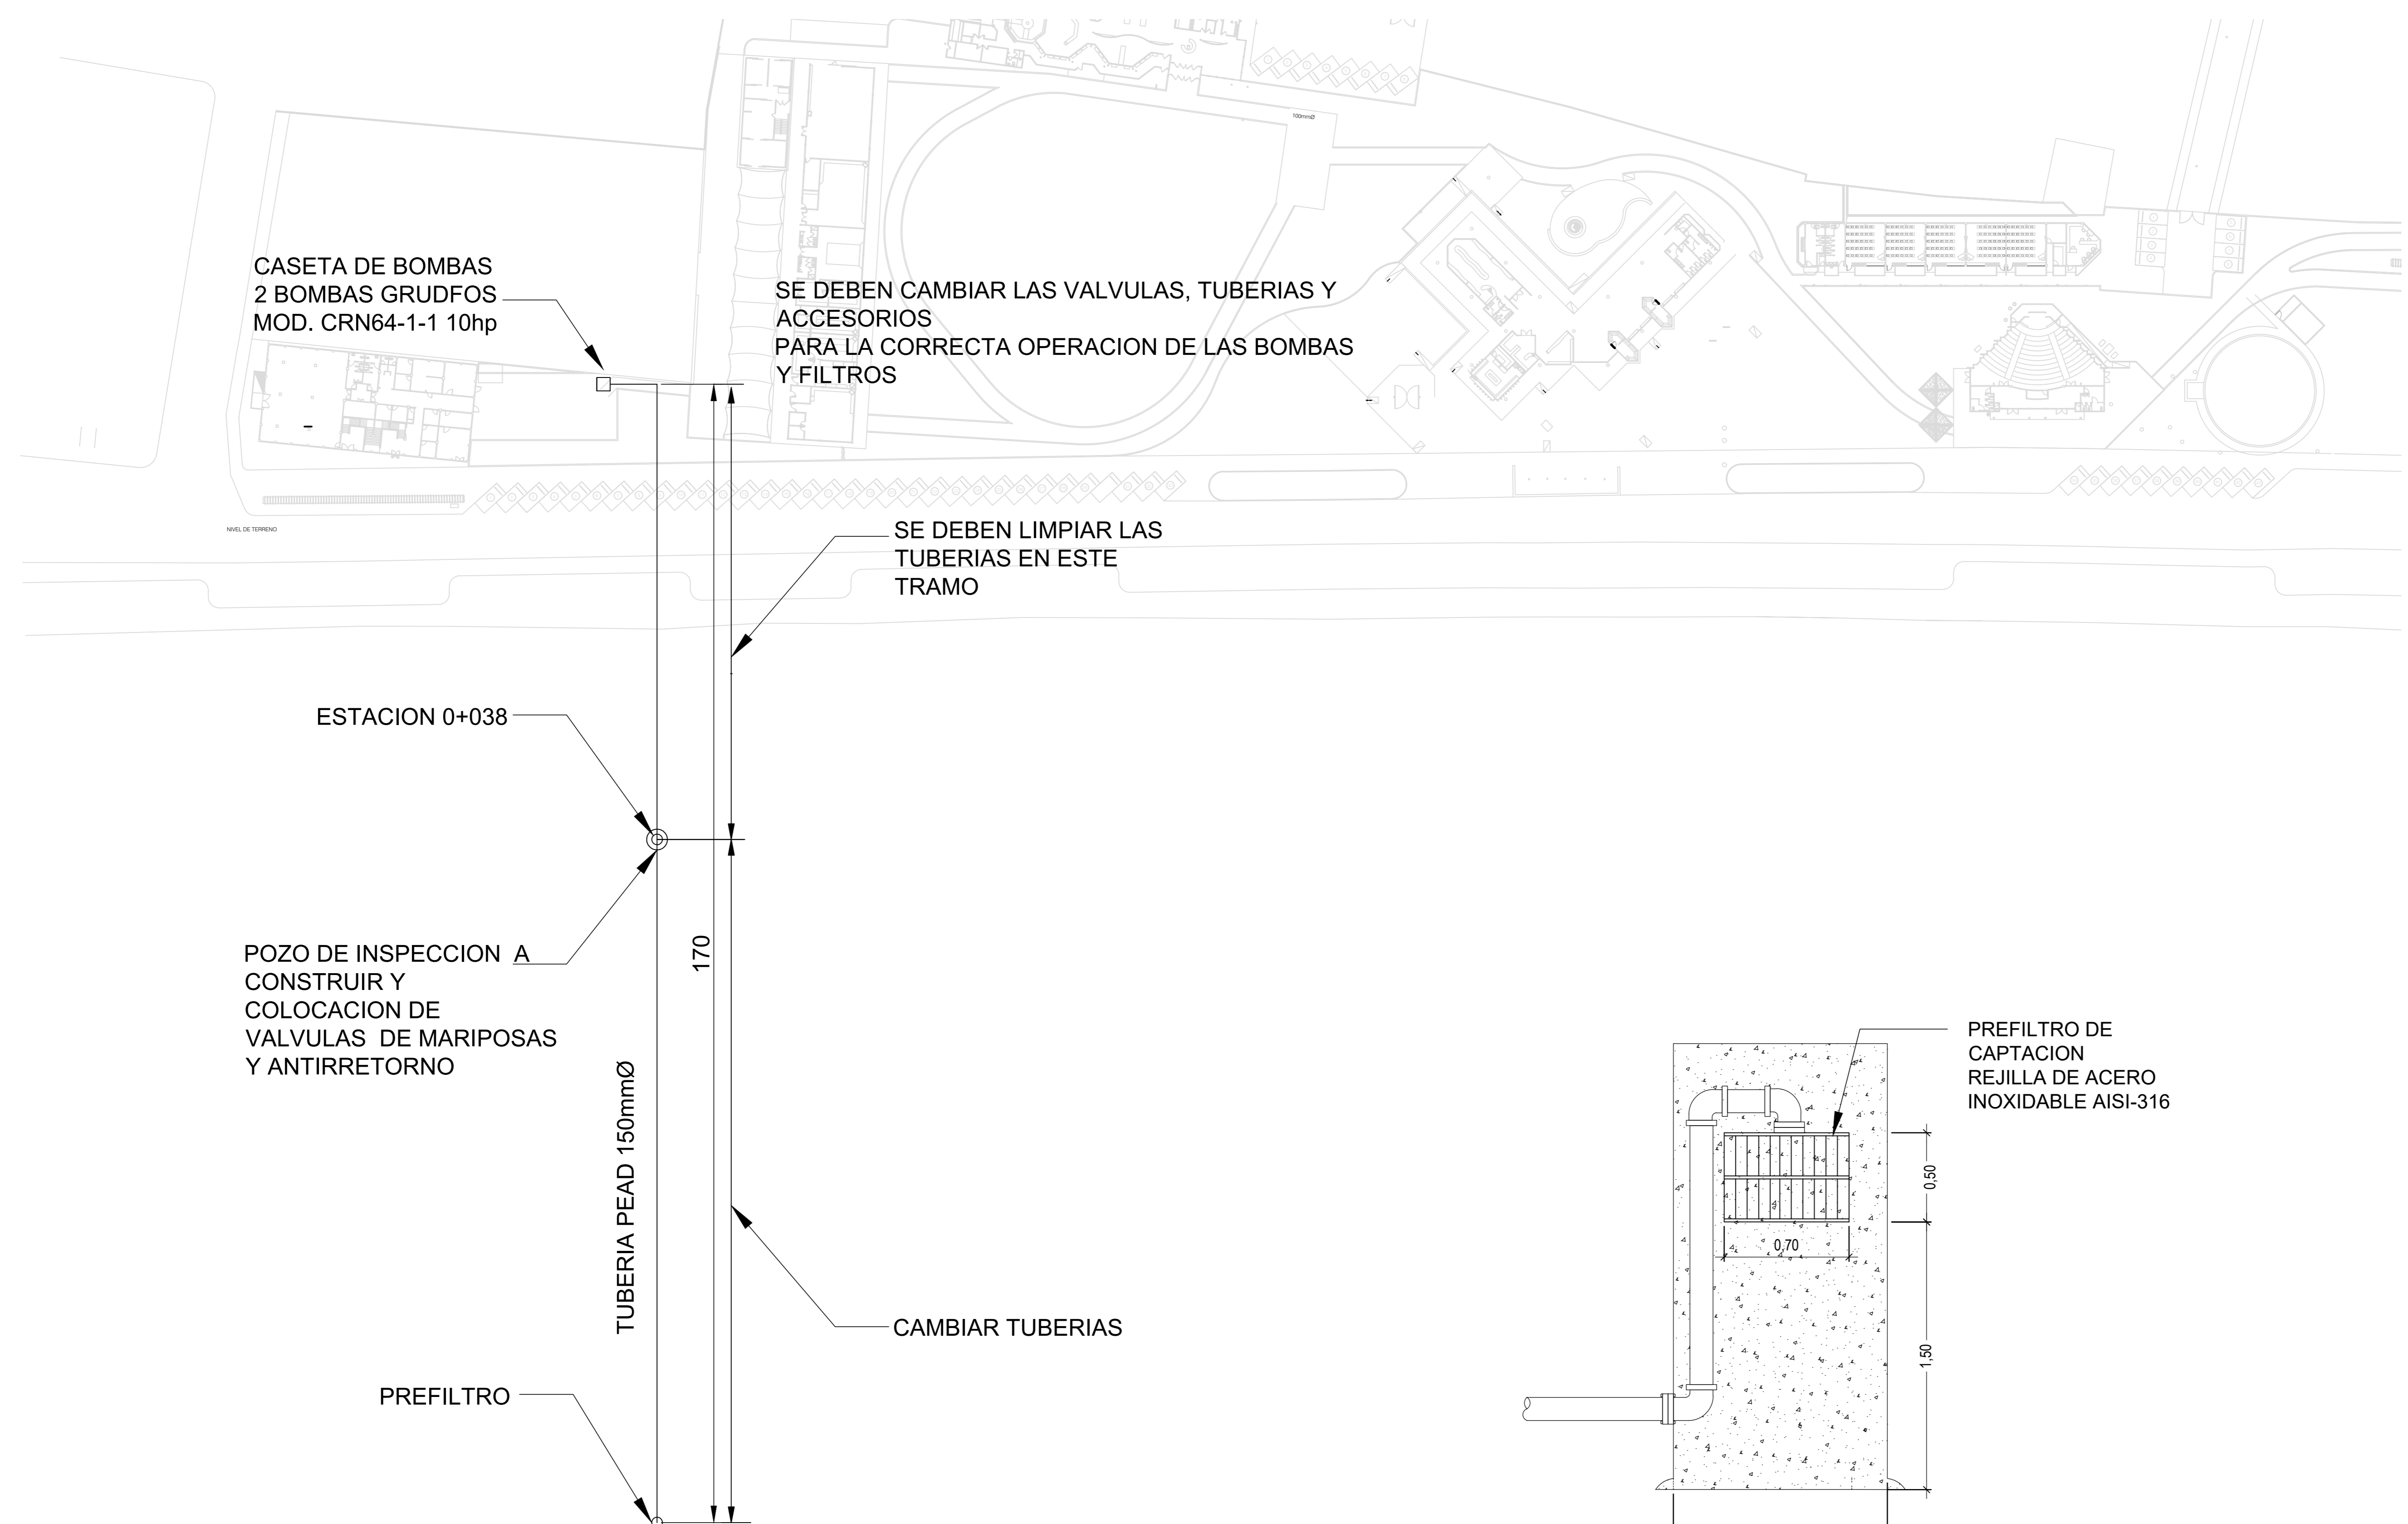 100mmØ
CASETA DE BOMBAS
2 BOMBAS GRUDFOS
MOD. CRN64-1-1 10hp
SE DEBEN CAMBIAR LAS VALVULAS, TUBERIAS Y
ACCESORIOS
PARA LA CORRECTA OPERACION DE LAS BOMBAS
Y FILTROS
NIVEL DE TERRENO
SE DEBEN LIMPIAR LAS
TUBERIAS EN ESTE
TRAMO
ESTACION 0+038
POZO DE INSPECCION A
CONSTRUIR Y
COLOCACION DE
VALVULAS DE MARIPOSAS
Y ANTIRRETORNO
170
TUBERIA PEAD 150mmØ
CAMBIAR TUBERIAS
PREFILTRO
PREFILTRO DE
CAPTACION
REJILLA DE ACERO
INOXIDABLE AISI-316
0,50
0,70
1,50